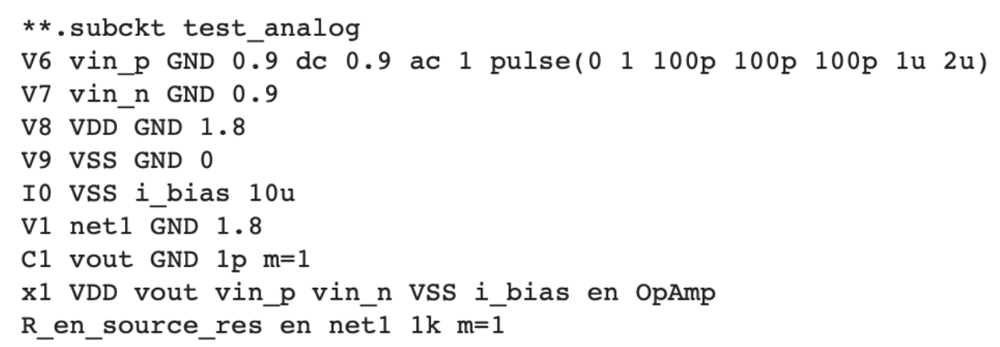 **.subckt test_analog
V6 vin_p GND 0.9 dc 0.9 ac 1 pulse(0 1 100p 100p 100p 1u 2u)
V7 vin_n GND 0.9
V8 VDD GND 1.8
V9 VSS GND 0
I0 VSS i_bias 10u
V1 net1 GND 1.8
C1 vout GND 1p m=1
x1 VDD vout vin_p vin_n VSS i_bias en OpAmp
R_en_source_res en net1 1k m=1